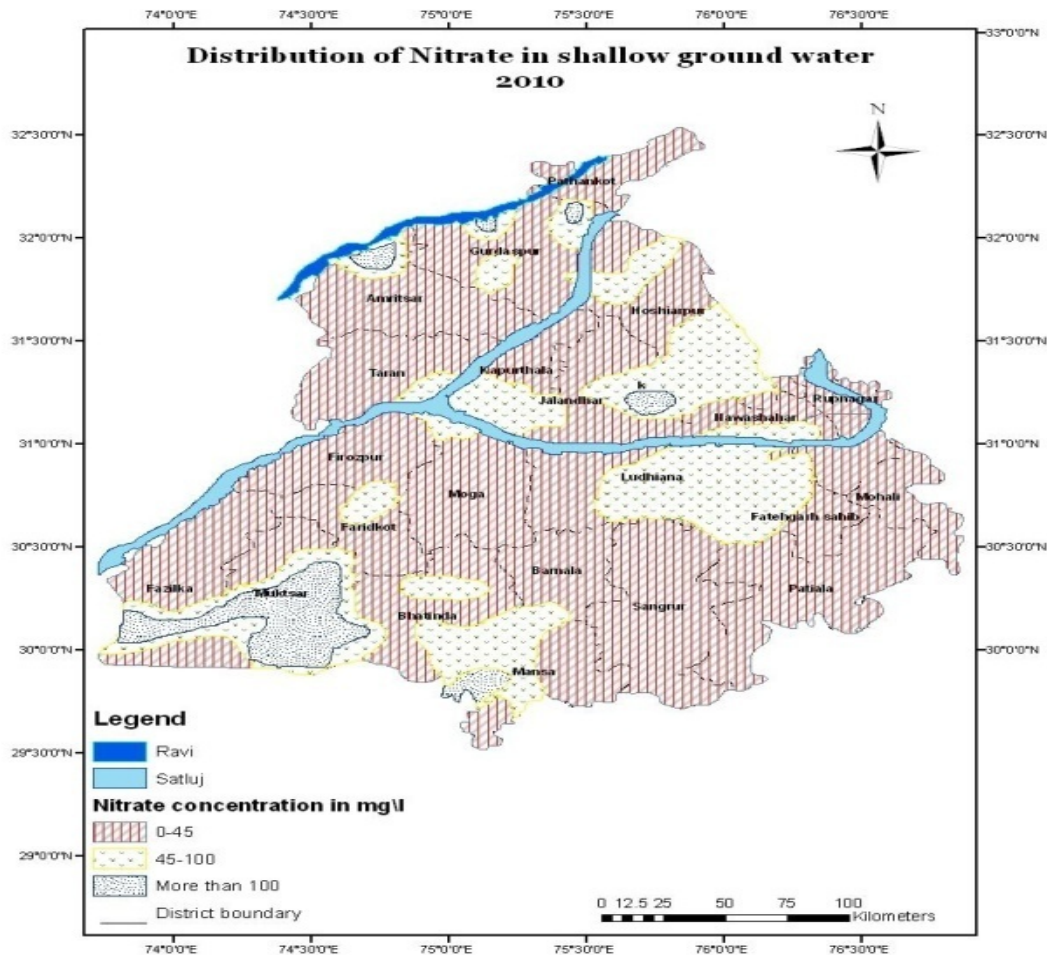 74°0'0"E 74°30'0"E 75°0'0"E 75°30'0"E 76°0'0"E 76°30'0"E
33°0'0"N
Distribution of Nitrate in shallow ground water
2010
N
32°30'0"N 32°30'0"N
Pathankot
32°0'0"N 32°0'0"N
Gurdaspur
Amritsar
Hoshiarpur
31°30'0"N 31°30'0"N
Taran
Kapurthala
k
Jalandhar
Rupnagar
Nawashahar
31°0'0"N 31°0'0"N
Firozpur
Ludhiana
Moga
Mohali
Faridkot
Fatehgarh sahib
30°30'0"N 30°30'0"N
Fazilka
Muktsar
Barnala
Patiala
Bhatinda
Sangrur
30°0'0"N 30°0'0"N
Mansa
Legend
Ravi
29°30'0"N 29°30'0"N
Satluj
Nitrate concentration in mg\l
0-45
29°0'0"N 29°0'0"N
45-100
More than 100
District boundary
0 12.5 25 50 75 100
Kilometers
74°0'0"E 74°30'0"E 75°0'0"E 75°30'0"E 76°0'0"E 76°30'0"E